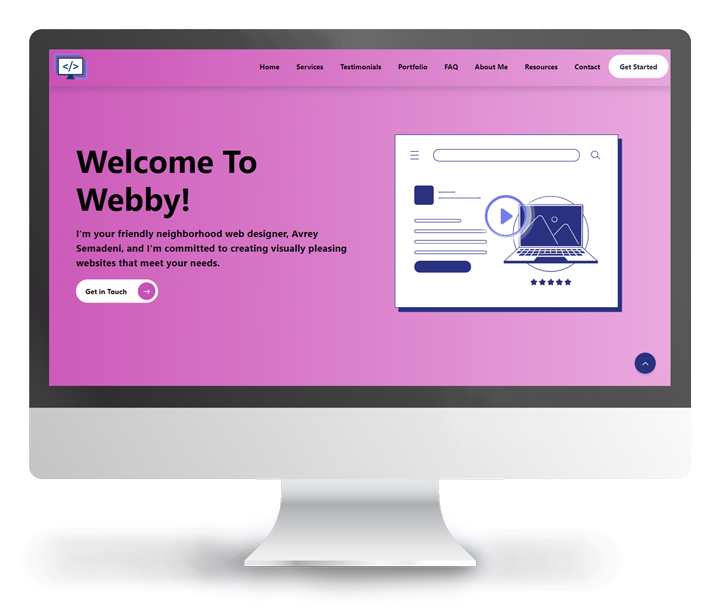 </>
Home Services Testimonials Portfolio FAQ About Me Resources Contact Get Started
Welcome To
Webby!
I'm your friendly neighborhood web designer, Avrey
Semadeni, and I'm committed to creating visually pleasing
websites that meet your needs.
Get in Touch